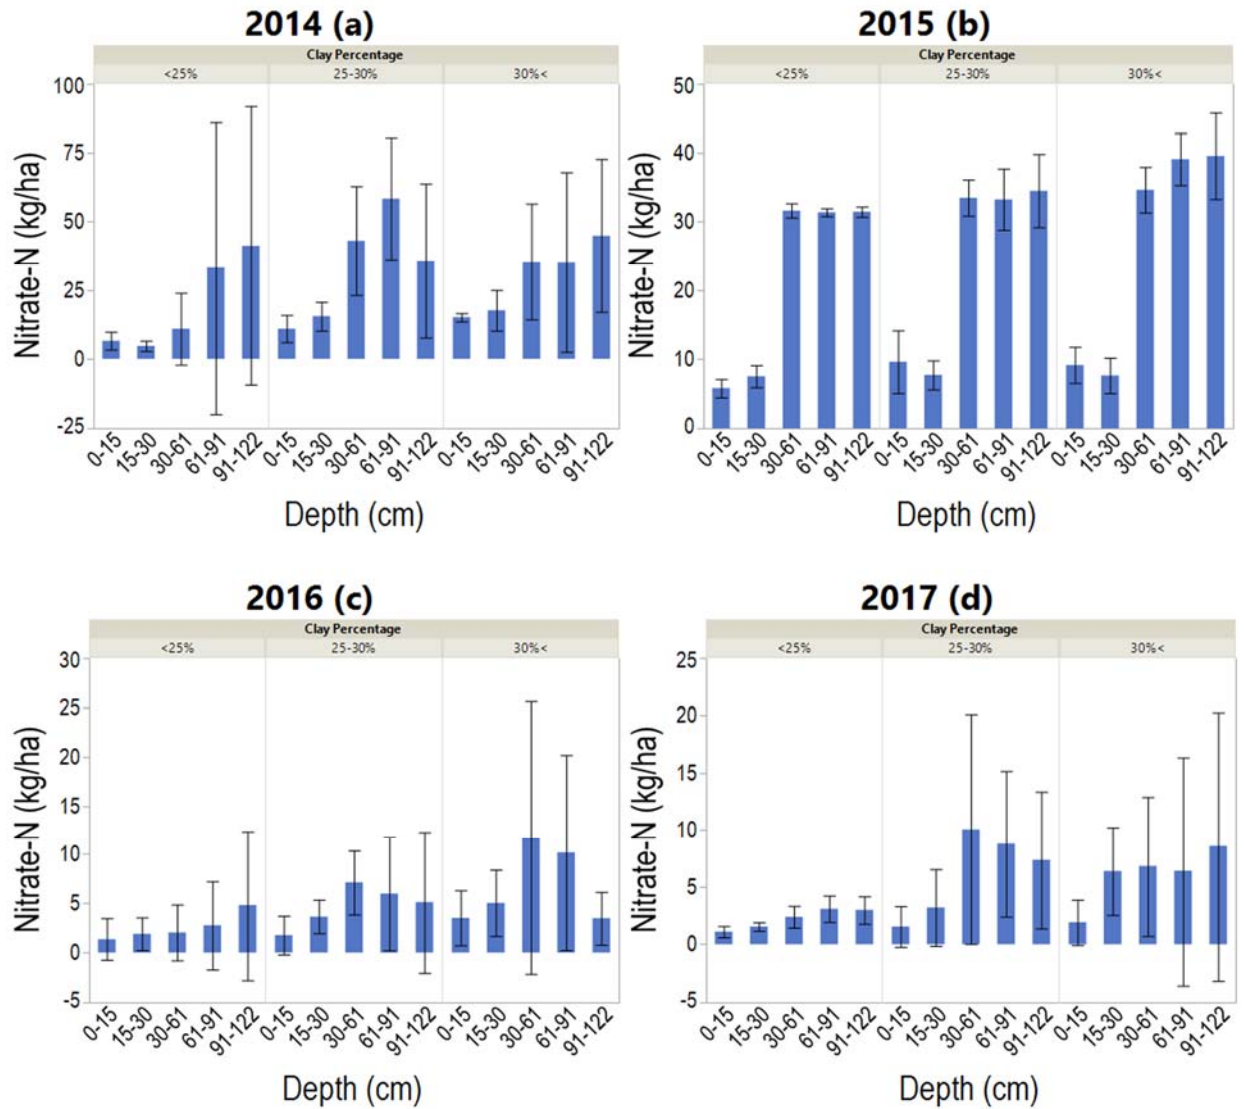 2014 (a)
Clay Percentage
<25% 25-30% 30%<
Nitrate-N (kg/ha)
100
75
50
25
0
-25
0-15 15-30 30-61 61-91 91-122 0-15 15-30 30-61 61-91 91-122 0-15 15-30 30-61 61-91 91-122
Depth (cm)
2015 (b)
Clay Percentage
<25% 25-30% 30%<
Nitrate-N (kg/ha)
50
40
30
20
10
0
0-15 15-30 30-61 61-91 91-122 0-15 15-30 30-61 61-91 91-122 0-15 15-30 30-61 61-91 91-122
Depth (cm)
2016 (c)
Clay Percentage
<25% 25-30% 30%<
Nitrate-N (kg/ha)
30
25
20
15
10
5
0
-5
0-15 15-30 30-61 61-91 91-122 0-15 15-30 30-61 61-91 91-122 0-15 15-30 30-61 61-91 91-122
Depth (cm)
2017 (d)
Clay Percentage
<25% 25-30% 30%<
Nitrate-N (kg/ha)
25
20
15
10
5
0
-5
0-15 15-30 30-61 61-91 91-122 0-15 15-30 30-61 61-91 91-122 0-15 15-30 30-61 61-91 91-122
Depth (cm)